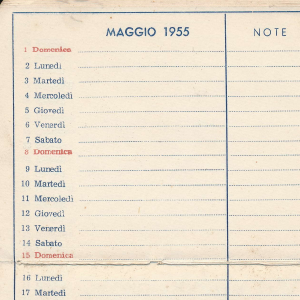 MAGGIO 1955 NOTE
1 Domenica
2 Lunedì
3 Martedì
4 Mercoledì
5 Giovedì
6 Venerdì
7 Sabato
8 Domenica
9 Lunedì
10 Martedì
11 Mercoledì
12 Giovedì
13 Venerdì
14 Sabato
15 Domenica
16 Lunedì
17 Martedì